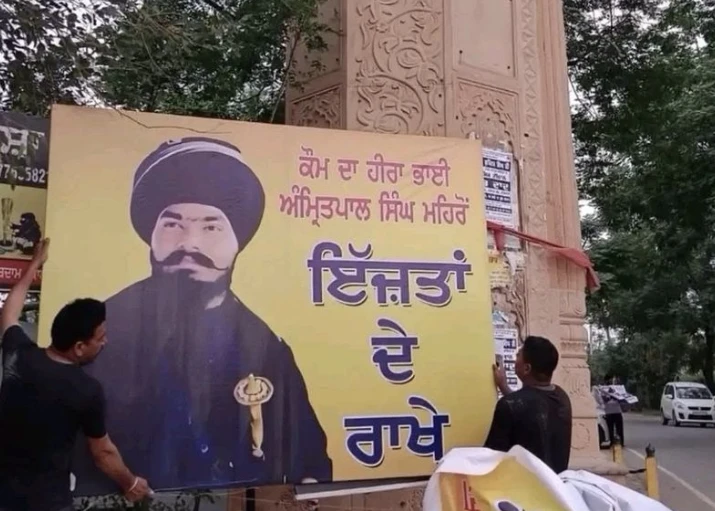 ਕੌਮ ਦਾ ਹੀਰਾ ਭਾਈ
ਅੰਮ੍ਰਿਤਪਾਲ ਸਿੰਘ ਮਹਿਰੋਂ
ਇੱਜ਼ਤਾਂ
ਦੇ
ਰਾਖੇ